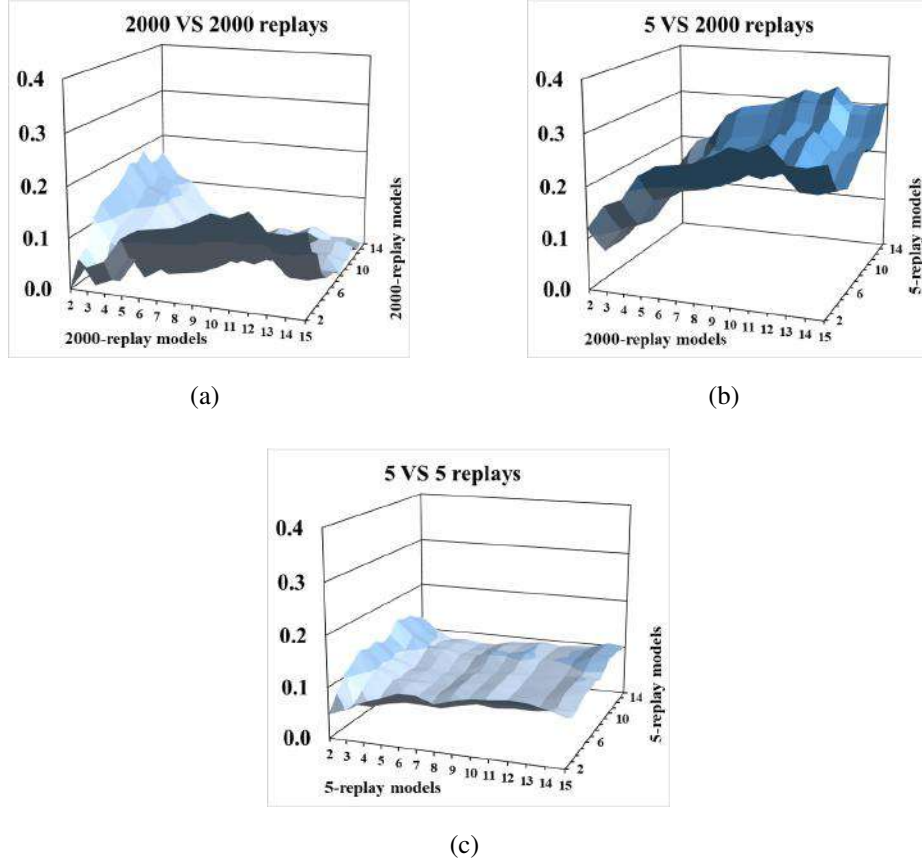 2000 VS 2000 replays
0.4
0.3
0.2
0.1
0.0
2 3 4 5 6 7 8 9 10 11 12 13 14 15
2000-replay models
2 6 10 14
2000-replay models
(a)
5 VS 2000 replays
0.4
0.3
0.2
0.1
0.0
2 3 4 5 6 7 8 9 10 11 12 13 14 15
2000-replay models
2 6 10 14
5-replay models
(b)
5 VS 5 replays
0.4
0.3
0.2
0.1
0.0
2 3 4 5 6 7 8 9 10 11 12 13 14 15
5-replay models
2 6 10 14
5-replay models
(c)